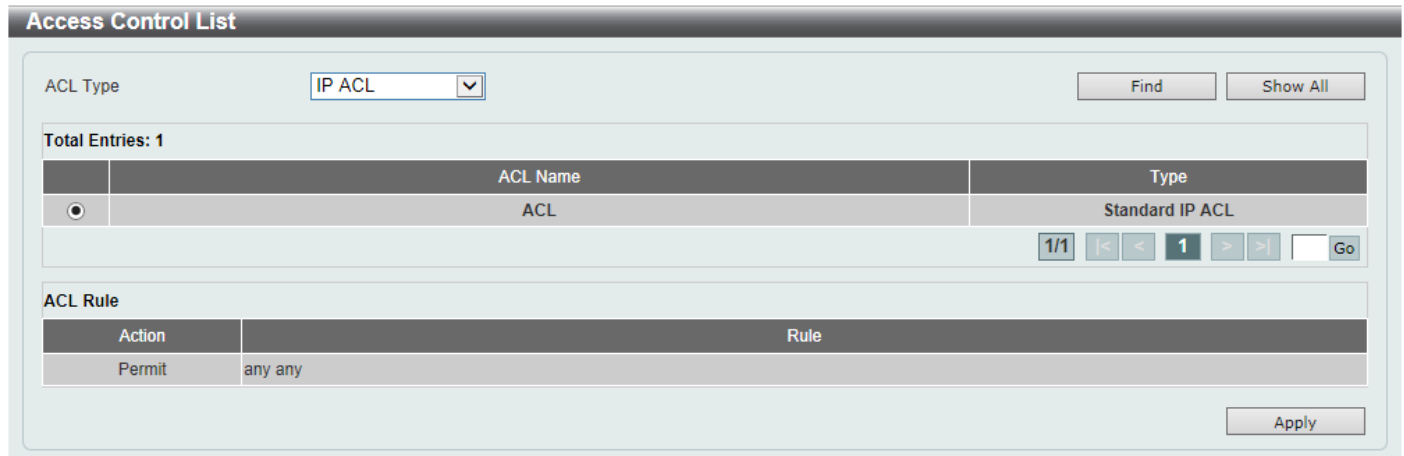 Access Control List
ACL Type IP ACL Find Show All
Total Entries: 1
ACL Name Type
ACL Standard IP ACL
1/1 |< < 1 > >| Go
ACL Rule
Action Rule
Permit any any
Apply